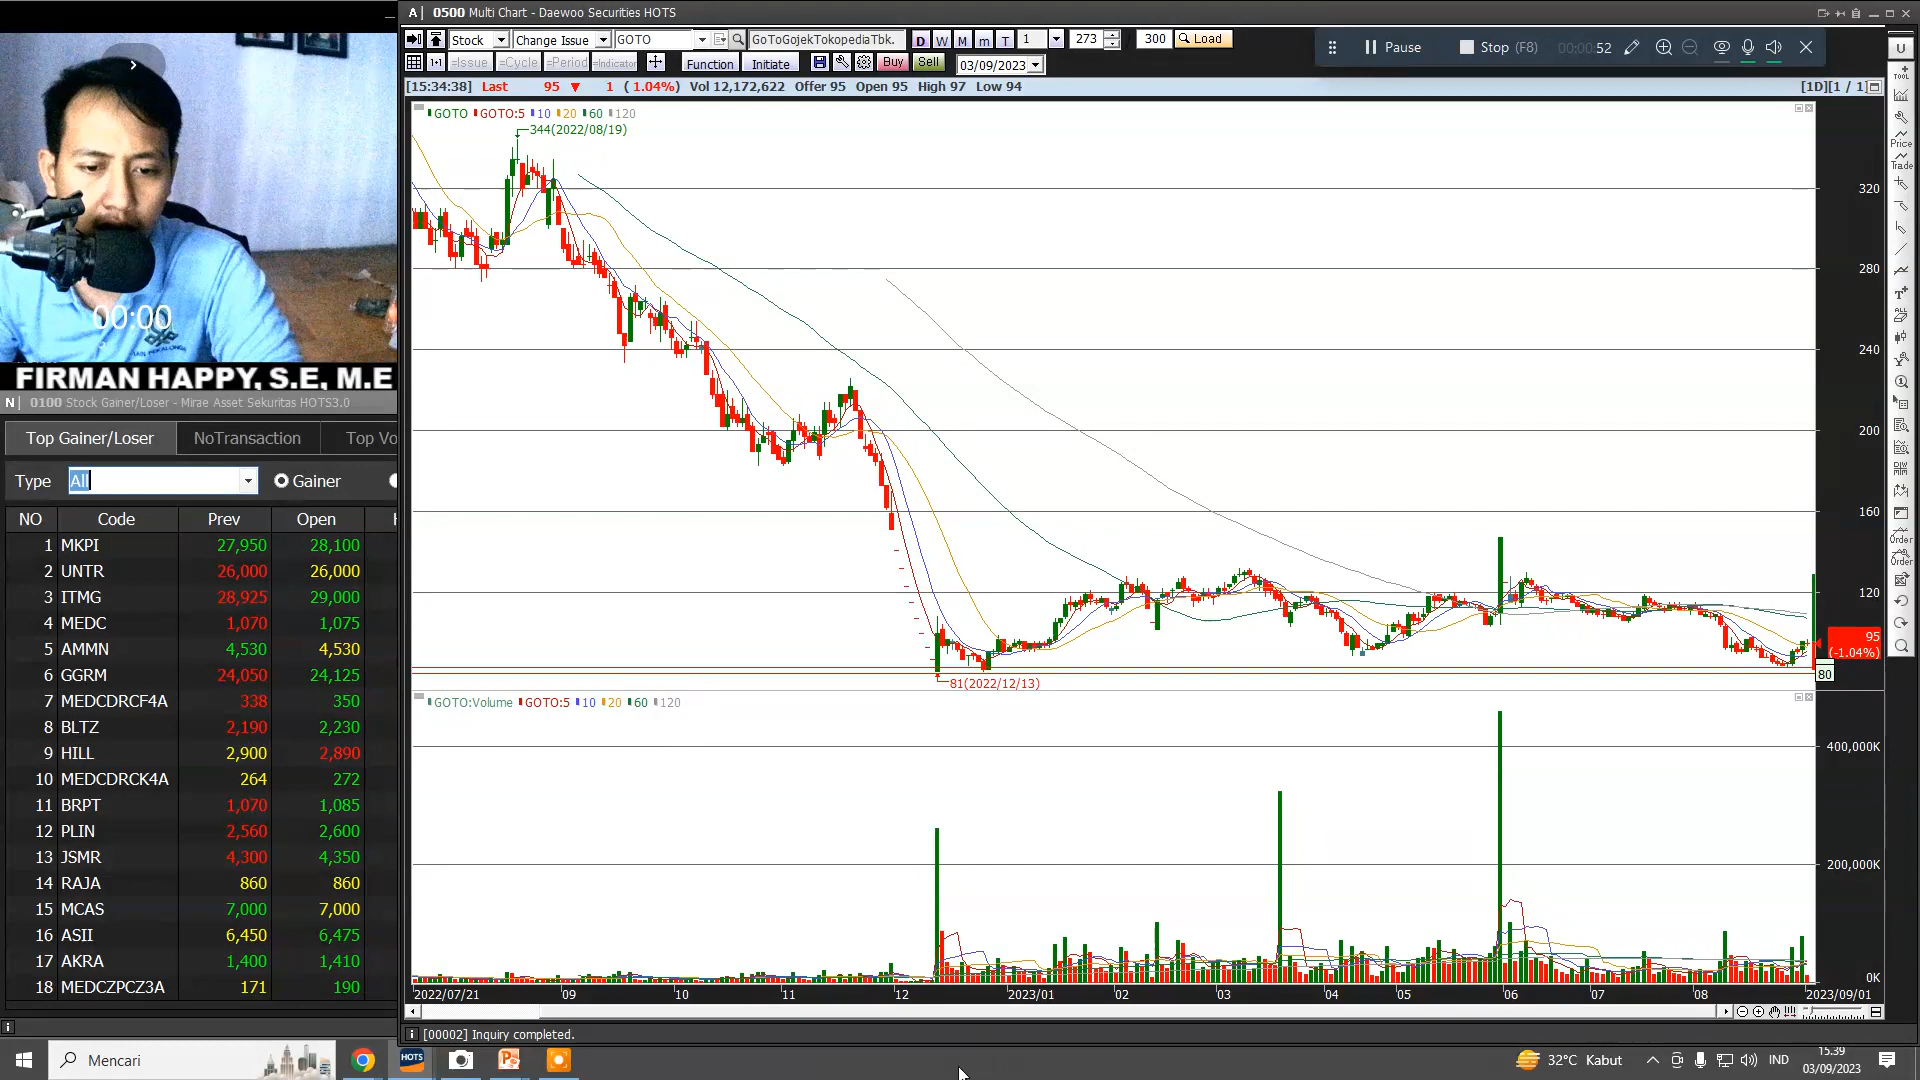 A 0500 Multi Chart - Daewoo Securities HOTS
Stock Change Issue GOTO GoToGojekTokopediaTbk. D W M m T 1 273 300 Load
=Issue =Cycle =Period =Indicator Function Initiate Buy Sell 03/09/2023
Pause Stop (F8) 00:00:52
[15:34:38] Last 95 ▼ 1 ( 1.04%) Vol 12,172,622 Offer 95 Open 95 High 97 Low 94 [1D][1 / 1]
GOTO GOTO:5 10 20 60 120
344(2022/08/19)
320
280
240
200
160
120
95
(-1.04%)
80
81(2022/12/13)
GOTO:Volume GOTO:5 10 20 60 120
400,000K
200,000K
0K
2022/07/21 09 10 11 12 2023/01 02 03 04 05 06 07 08 2023/09/01
[00002] Inquiry completed.
U
TOOL
Price
Trade
ALL
DIW
Order
Order
00:00
FIRMAN HAPPY, S.E, M.E
N 0100 Stock Gainer/Loser - Mirae Asset Sekuritas HOTS3.0
Top Gainer/Loser NoTransaction Top Vo
Type All Gainer
NO Code Prev Open
1 MKPI 27,950 28,100
2 UNTR 26,000 26,000
3 ITMG 28,925 29,000
4 MEDC 1,070 1,075
5 AMMN 4,530 4,530
6 GGRM 24,050 24,125
7 MEDCDRCF4A 338 350
8 BLTZ 2,190 2,230
9 HILL 2,900 2,890
10 MEDCDRCK4A 264 272
11 BRPT 1,070 1,085
12 PLIN 2,560 2,600
13 JSMR 4,300 4,350
14 RAJA 860 860
15 MCAS 7,000 7,000
16 ASII 6,450 6,475
17 AKRA 1,400 1,410
18 MEDCZPCZ3A 171 190
Mencari
HOTS
32°C Kabut
IND
15.39
03/09/2023